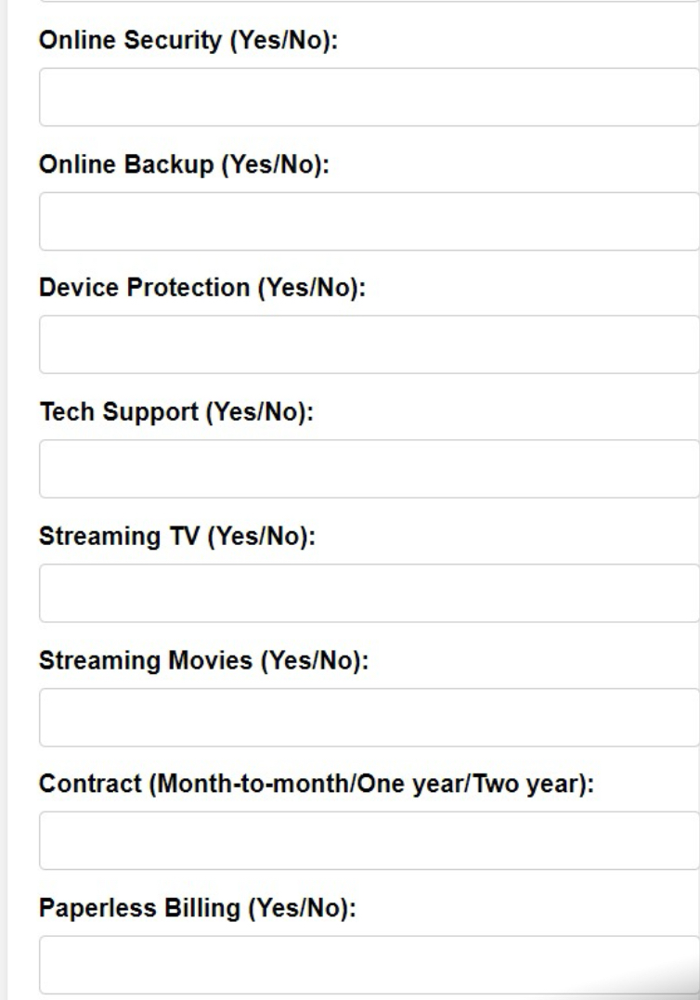 Online Security (Yes/No):
Online Backup (Yes/No):
Device Protection (Yes/No):
Tech Support (Yes/No):
Streaming TV (Yes/No):
Streaming Movies (Yes/No):
Contract (Month-to-month/One year/Two year):
Paperless Billing (Yes/No):